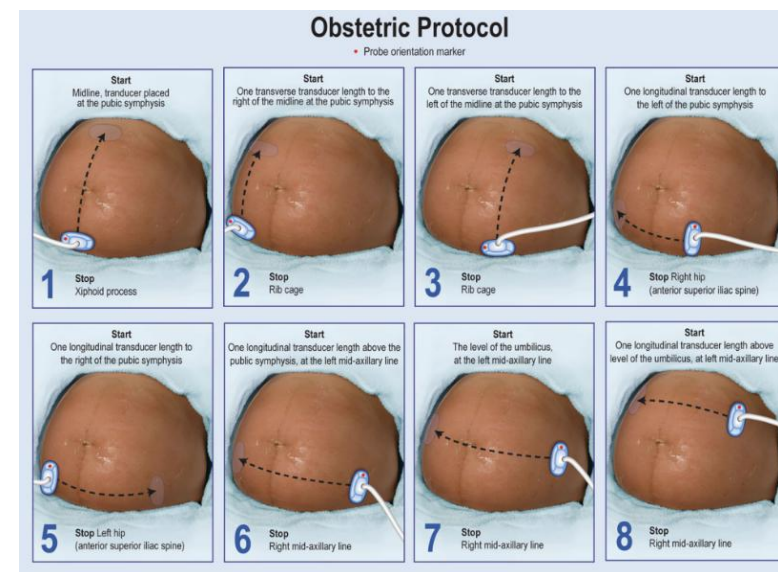 Obstetric Protocol
• Probe orientation marker
Start
Midline, tranducer placed
at the pubic symphysis
1
Stop
Xiphoid process
Start
One transverse transducer length to the
right of the midline at the pubic symphysis
2
Stop
Rib cage
Start
One transverse transducer length to the
left of the midline at the pubic symphysis
3
Stop
Rib cage
Start
One longitudinal transducer length to
the left of the pubic symphysis
4
Stop Right hip
(anterior superior iliac spine)
Start
One longitudinal transducer length to
the right of the pubic symphysis
5
Stop Left hip
(anterior superior iliac spine)
Start
One longitudinal transducer length above the
public symphysis, at the left mid-axillary line
6
Stop
Right mid-axillary line
Start
The level of the umbilicus,
at the left mid-axillary line
7
Stop
Right mid-axillary line
Start
One longitudinal transducer length above
level of the umbilicus, at left mid-axillary line
8
Stop
Right mid-axillary line